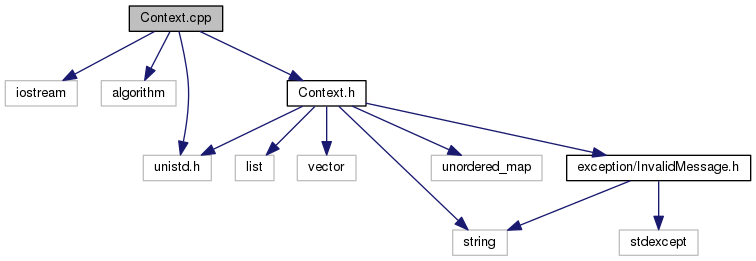 Context.cpp
iostream
algorithm
Context.h
unistd.h
list
vector
unordered_map
exception/InvalidMessage.h
string
stdexcept